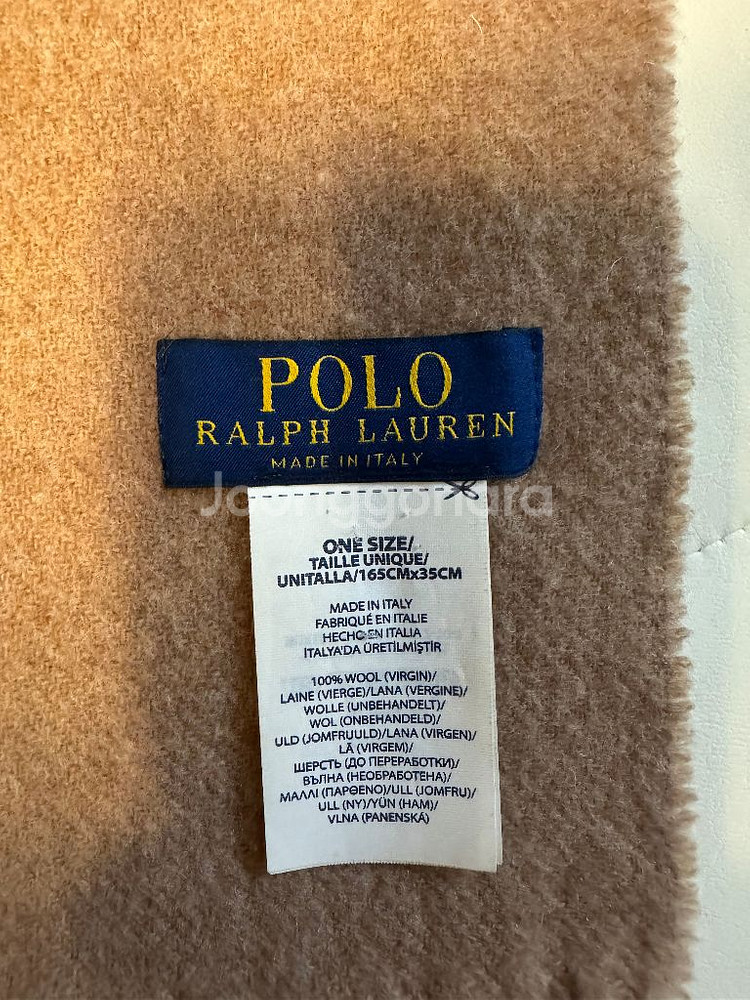 POLO
RALPH LAUREN
MADE IN ITALY
Joonggonara
ONE SIZE/
TAILLE UNIQUE/
UNITALLA/165CMx35CM
MADE IN ITALY
FABRIQUÉ EN ITALIE
HECHO EN ITALIA
ITALYA'DA ÜRETİLMİŞTİR
100% WOOL (VIRGIN)/
LAINE (VIERGE)/LANA (VERGINE)/
WOLLE (UNBEHANDELT)/
WOL (ONBEHANDELD)/
ULD (JOMFRUULD)/LANA (VIRGEN)/
LÃ (VIRGEM)/
ШЕРСТЬ (ДО ПЕРЕРАБОТКИ)/
ВЪЛНА (НЕОБРАБОТЕНА)/
ΜΑΛΛΙ (ΠΑΡΘΕΝΟ)/ULL (JOMFRU)/
ULL (NY)/YÜN (HAM)/
VLNA (PANENSKÁ)